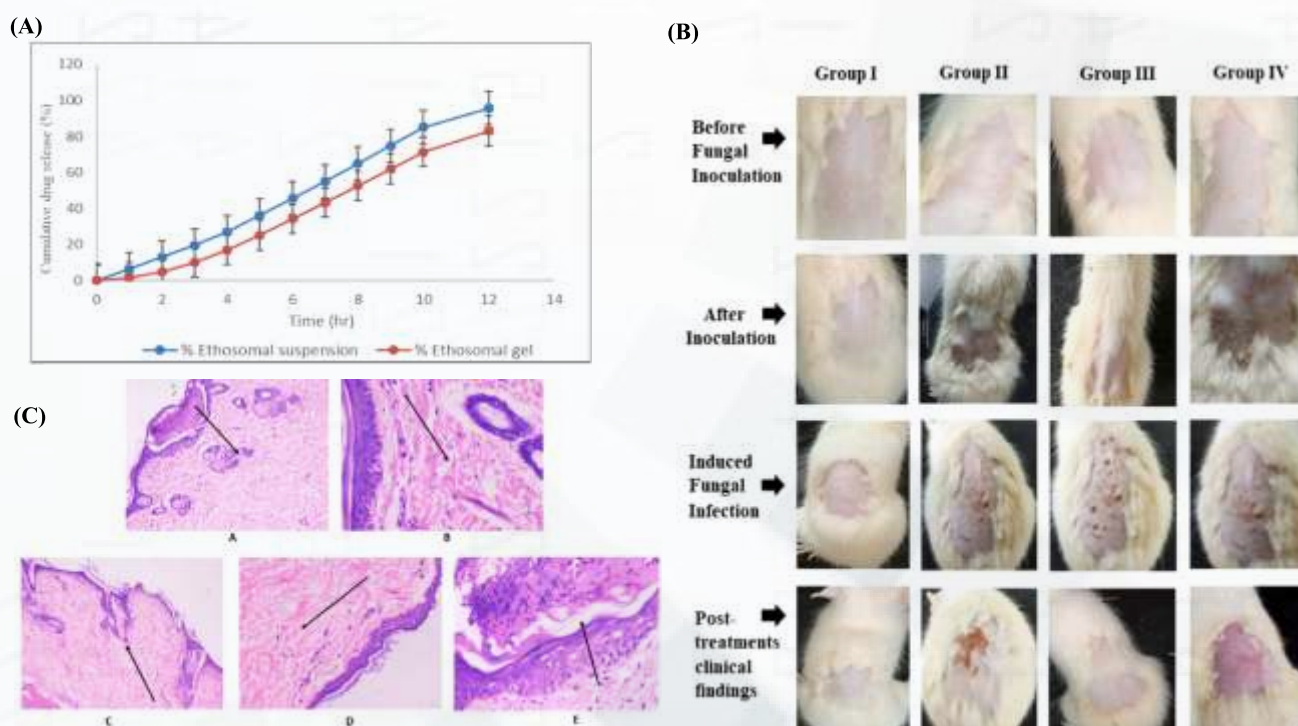 (A)
120
100
80
60
40
20
0
Cumulative drug release (%)
0 2 4 6 8 10 12 14
Time (hr)
% Ethosomal suspension % Ethosomal gel
(B)
Group I Group II Group III Group IV
Before
Fungal
Inoculation
After
Inoculation
Induced
Fungal
Infection
Post-
treatments
clinical
findings
(C)
A B
C D E